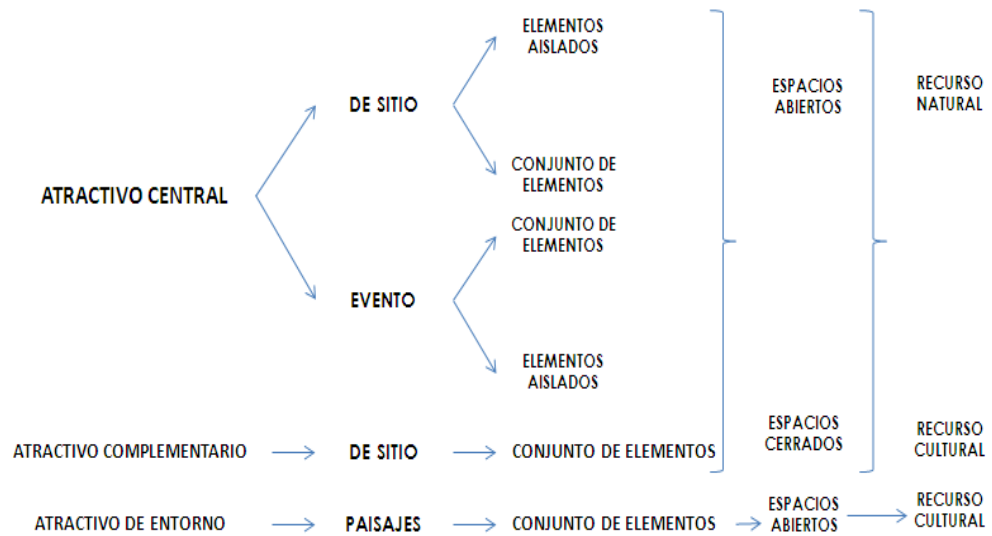 ELEMENTOS
AISLADOS
DE SITIO
ESPACIOS
ABIERTOS
RECURSO
NATURAL
CONJUNTO DE
ELEMENTOS
ATRACTIVO CENTRAL
CONJUNTO DE
ELEMENTOS
EVENTO
ELEMENTOS
AISLADOS
ATRACTIVO COMPLEMENTARIO
DE SITIO
CONJUNTO DE ELEMENTOS
ESPACIOS
CERRADOS
RECURSO
CULTURAL
ATRACTIVO DE ENTORNO
PAISAJES
CONJUNTO DE ELEMENTOS
ESPACIOS
ABIERTOS
RECURSO
CULTURAL